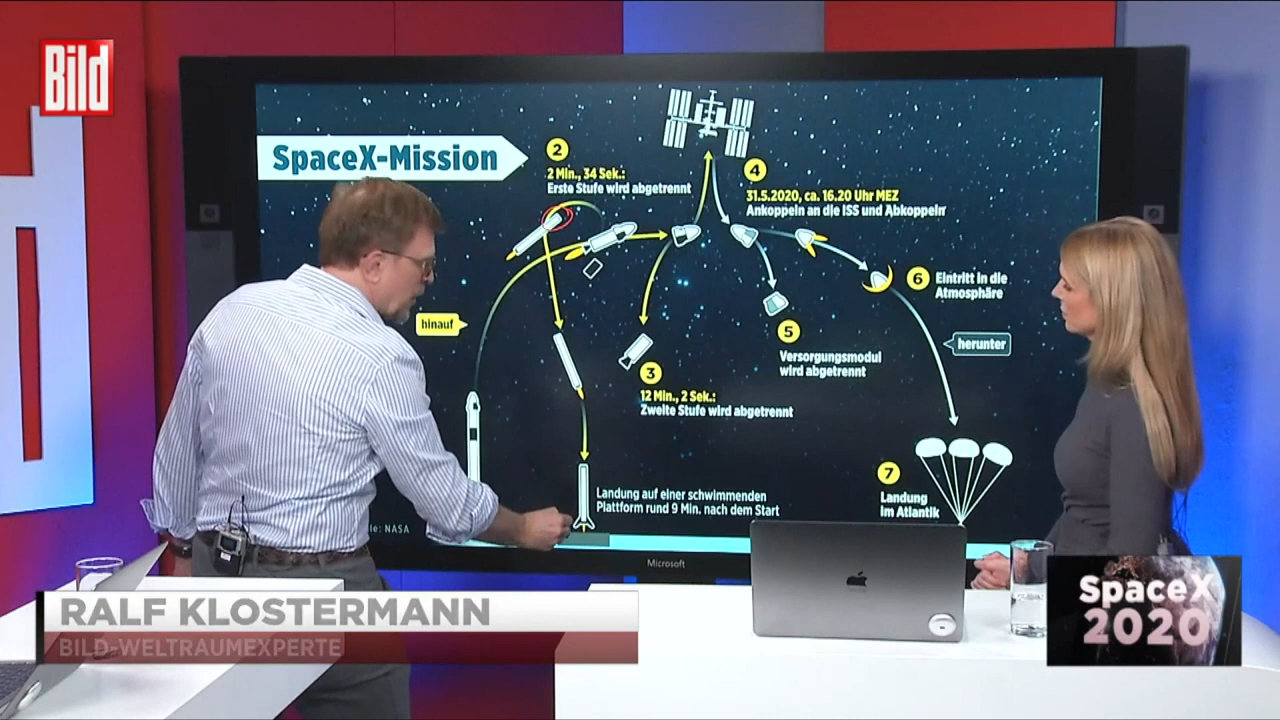 Bild
SpaceX-Mission
2
2 Min., 34 Sek.:
Erste Stufe wird abgetrennt
4
31.5.2020, ca. 16.20 Uhr MEZ
Ankoppeln an die ISS und Abkoppeln
6
Eintritt in die
Atmosphäre
hinauf
herunter
5
Versorgungsmodul
wird abgetrennt
3
12 Min., 2 Sek.:
Zweite Stufe wird abgetrennt
7
Landung
im Atlantik
Landung auf einer schwimmenden
Plattform rund 9 Min. nach dem Start
NASA
Microsoft
RALF KLOSTERMANN
BILD-WELTRAUMEXPERTE
SpaceX
2020